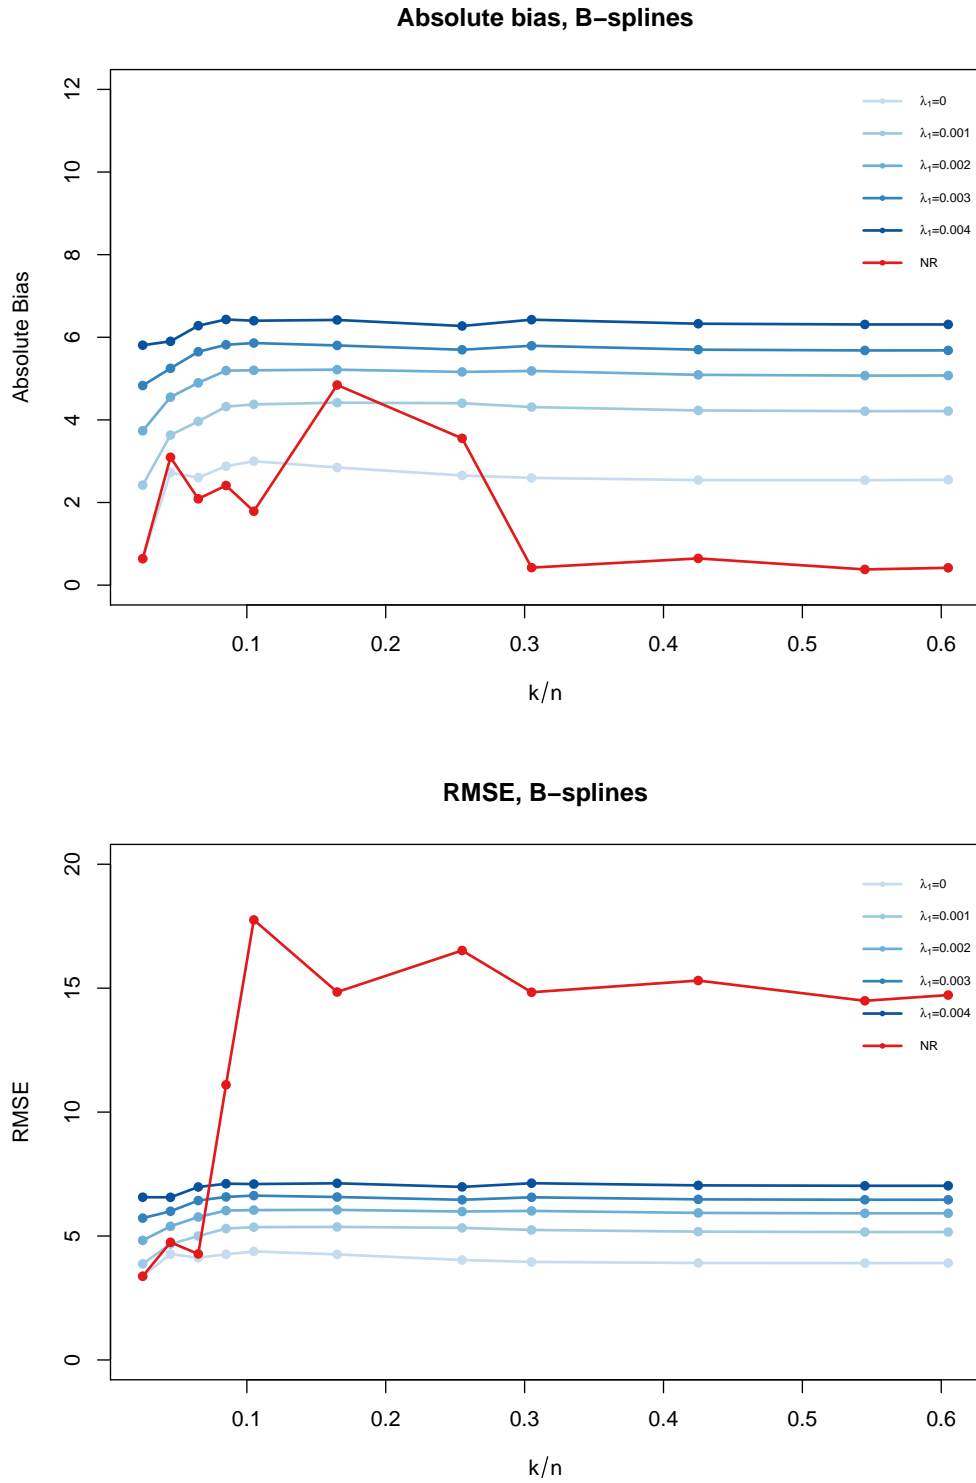 Absolute bias, B−splines
Absolute Bias
12
10
8
6
4
2
0
λ₁=0
λ₁=0.001
λ₁=0.002
λ₁=0.003
λ₁=0.004
NR
0.1 0.2 0.3 0.4 0.5 0.6
k/n
RMSE, B−splines
RMSE
20
15
10
5
0
λ₁=0
λ₁=0.001
λ₁=0.002
λ₁=0.003
λ₁=0.004
NR
0.1 0.2 0.3 0.4 0.5 0.6
k/n